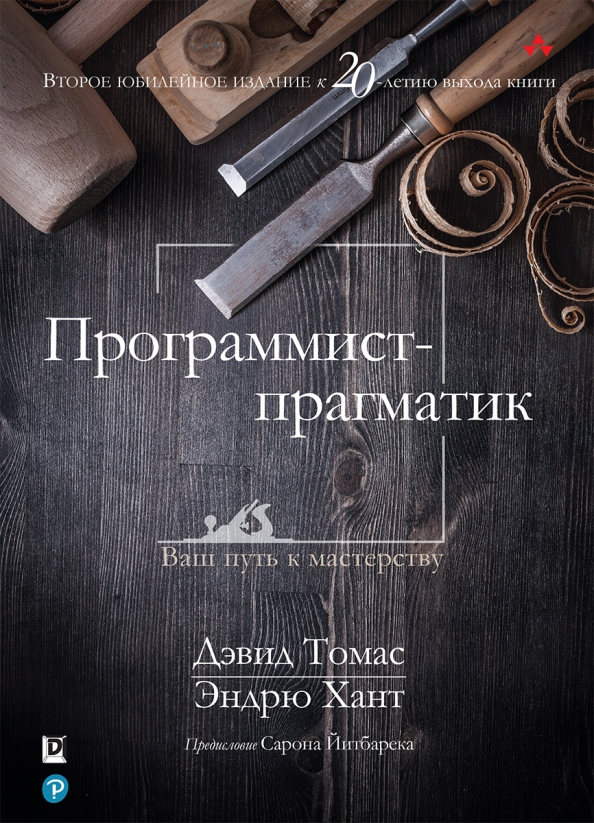 Второе юбилейное издание к 20-летию выхода книги
Программист-
прагматик
Ваш путь к мастерству
Дэвид Томас
Эндрю Хант
Предисловие Сарона Йитбарека
D
P